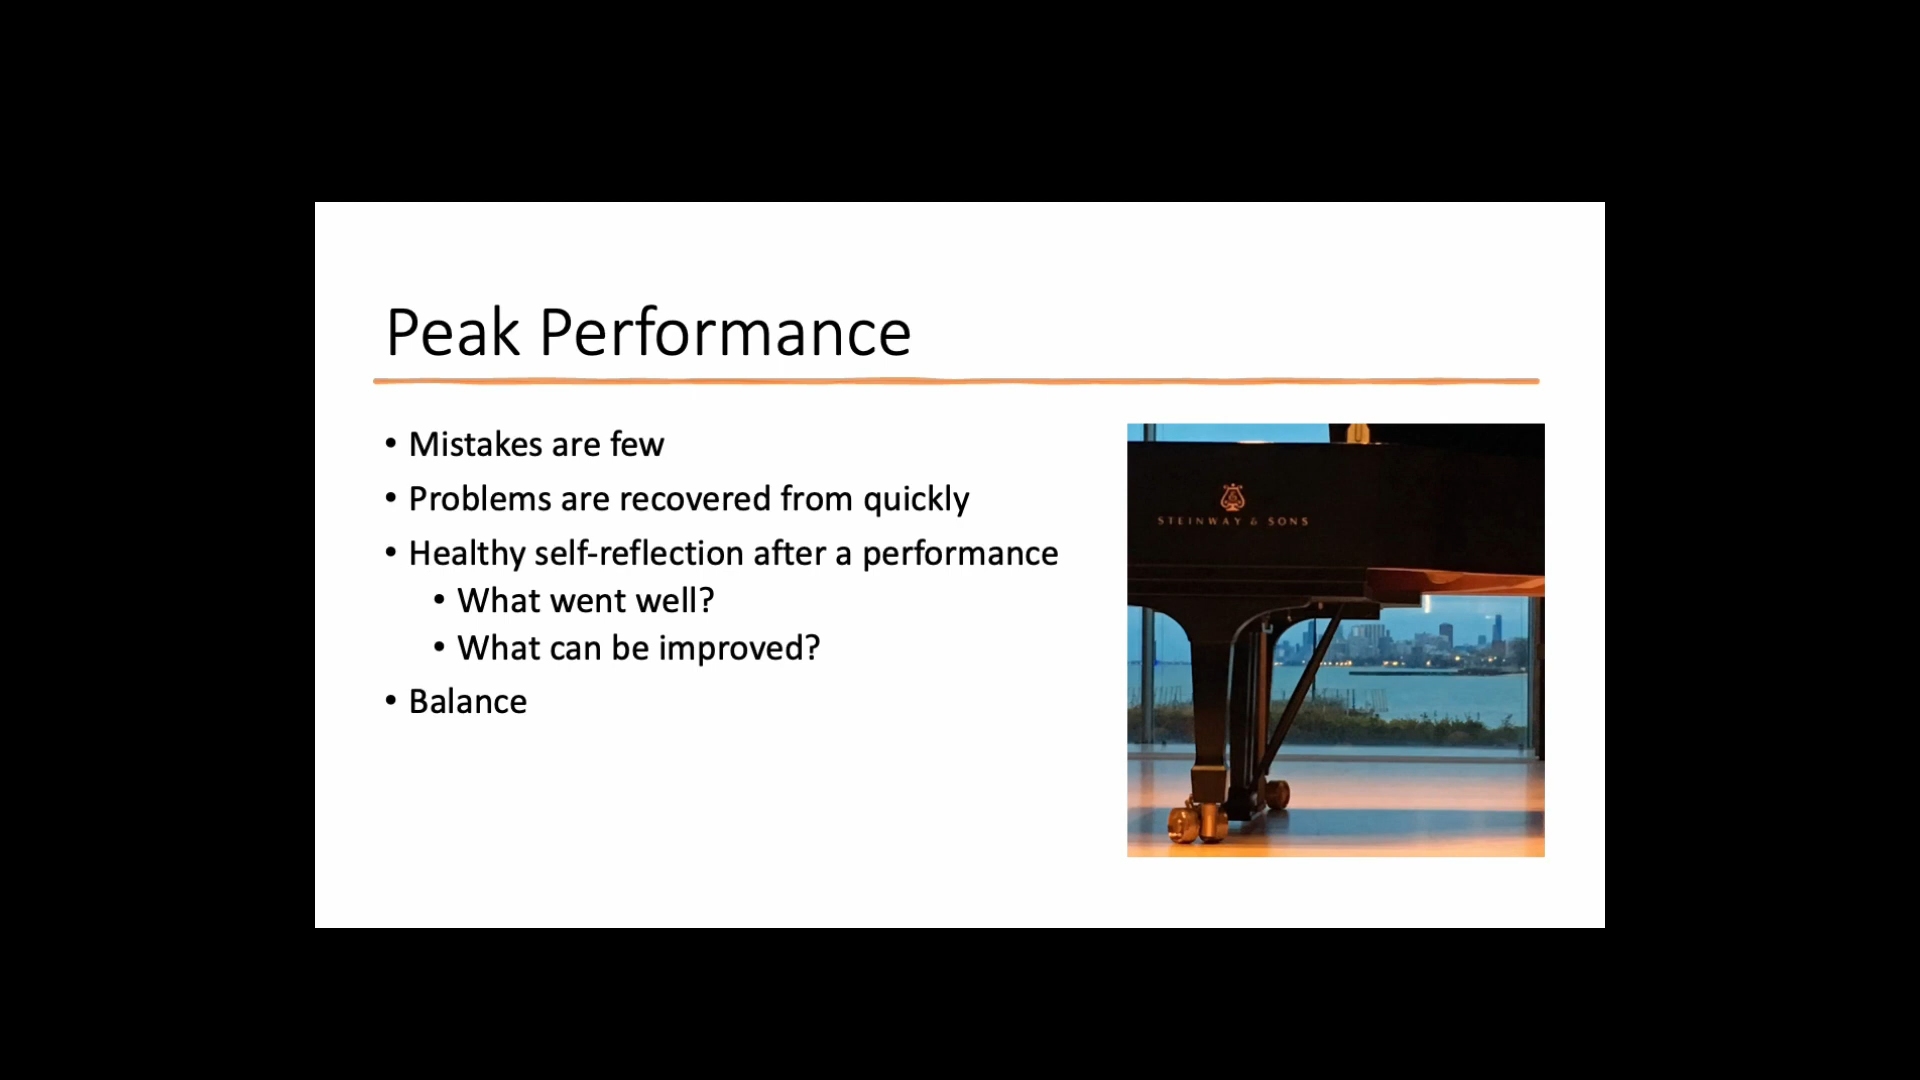 Peak Performance
• Mistakes are few
• Problems are recovered from quickly
• Healthy self-reflection after a performance
• What went well?
• What can be improved?
• Balance
STEINWAY & SONS